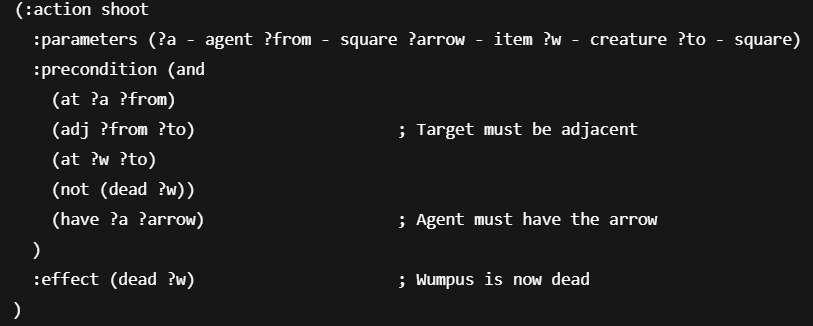 (:action shoot
:parameters (?a - agent ?from - square ?arrow - item ?w - creature ?to - square)
:precondition (and
(at ?a ?from)
(adj ?from ?to) ; Target must be adjacent
(at ?w ?to)
(not (dead ?w))
(have ?a ?arrow) ; Agent must have the arrow
)
:effect (dead ?w) ; Wumpus is now dead
)